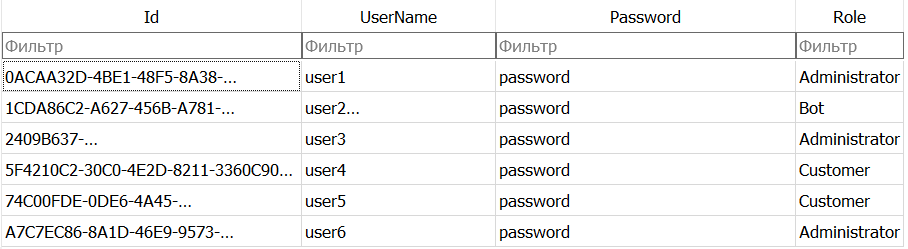 Id UserName Password Role
Фильтр Фильтр Фильтр Фильтр
0ACAA32D-4BE1-48F5-8A38-... user1 password Administrator
1CDA86C2-A627-456B-A781-... user2... password Bot
2409B637-... user3 password Administrator
5F4210C2-30C0-4E2D-8211-3360C90... user4 password Customer
74C00FDE-0DE6-4A45-... user5 password Customer
A7C7EC86-8A1D-46E9-9573-... user6 password Administrator